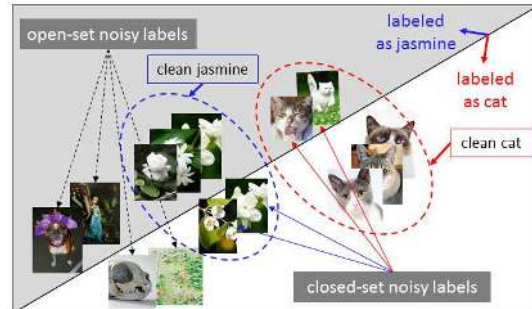 open-set noisy labels
clean jasmine
labeled
as jasmine
labeled
as cat
clean cat
closed-set noisy labels